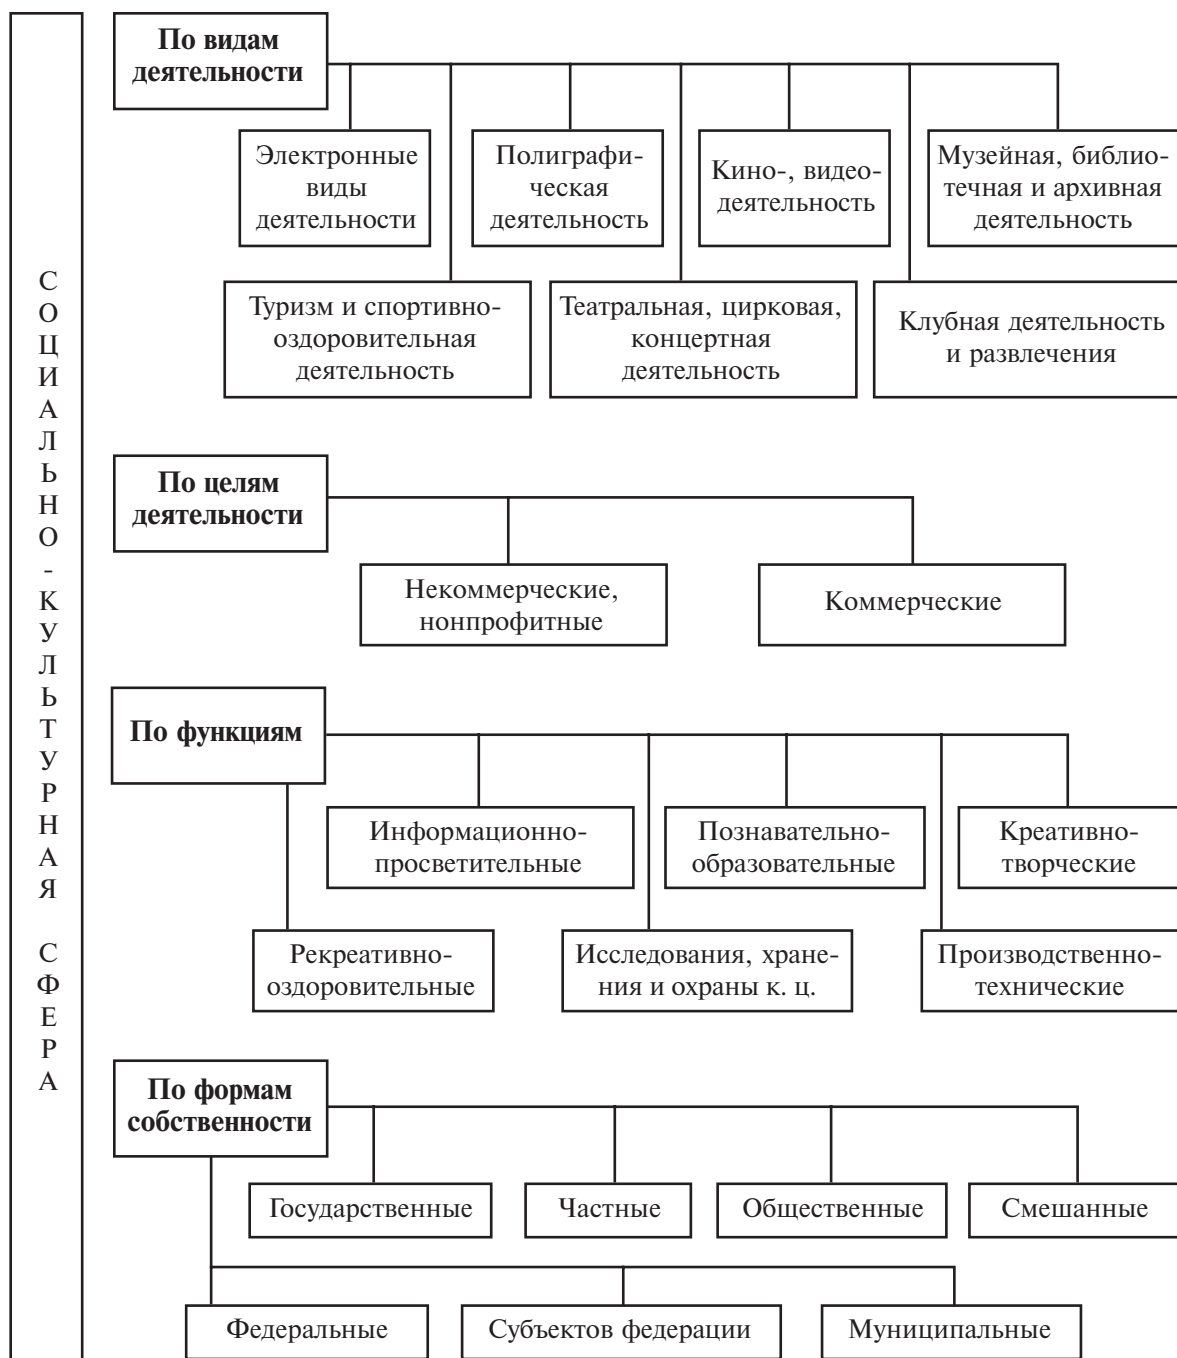 СОЦИАЛЬНО-КУЛЬТУРНАЯ СФЕРА
По видам
деятельности
Электронные
виды
деятельности
Полиграфи-
ческая
деятельность
Кино-, видео-
деятельность
Музейная, библио-
течная и архивная
деятельность
Туризм и спортивно-
оздоровительная
деятельность
Театральная, цирковая,
концертная
деятельность
Клубная деятельность
и развлечения
По целям
деятельности
Некоммерческие,
нонпрофитные
Коммерческие
По функциям
Информационно-
просветительные
Познавательно-
образовательные
Креативно-
творческие
Рекреативно-
оздоровительные
Исследования, хране-
ния и охраны к. ц.
Производственно-
технические
По формам
собственности
Государственные
Частные
Общественные
Смешанные
Федеральные
Субъектов федерации
Муниципальные